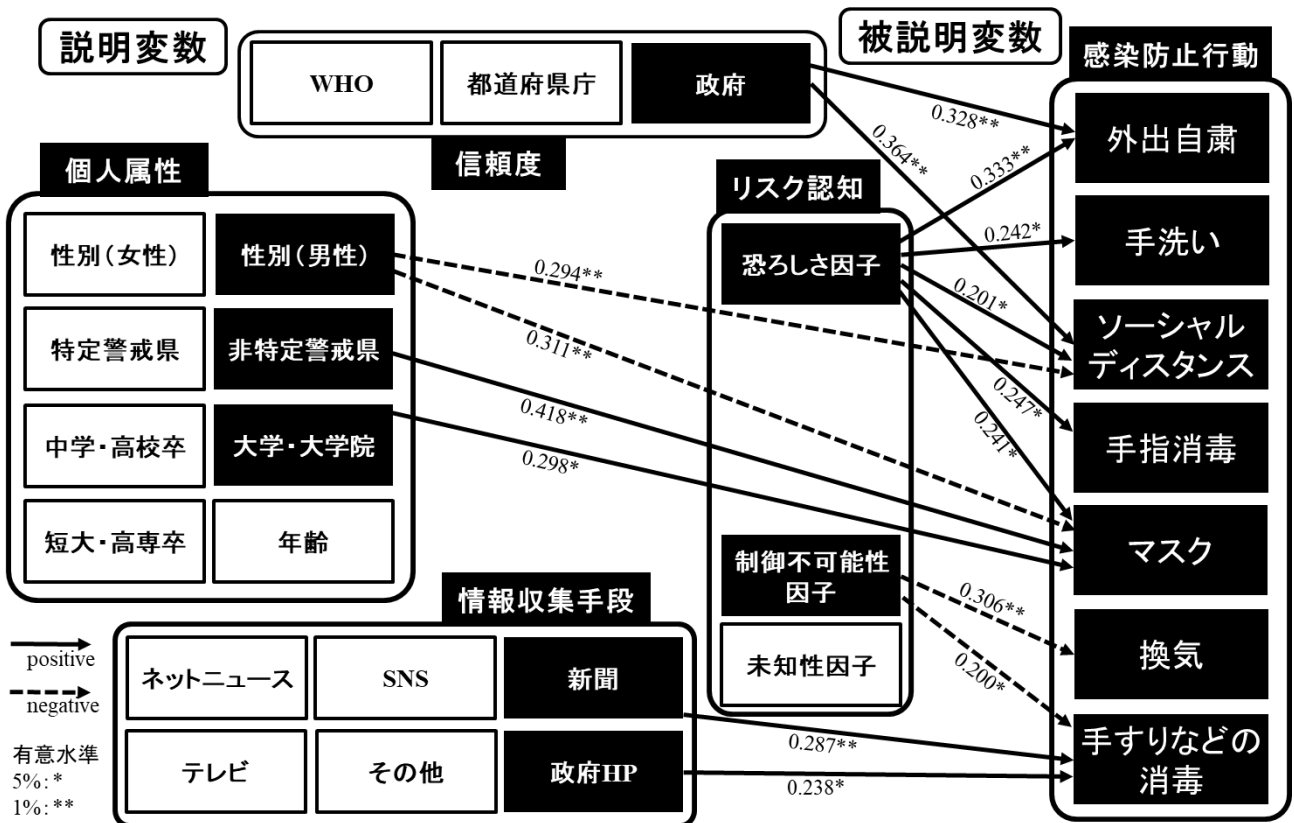 説明変数
被説明変数
WHO
都道府県庁
政府
信頼度
個人属性
性別(女性)
性別(男性)
特定警戒県
非特定警戒県
中学・高校卒
大学・大学院
短大・高専卒
年齢
情報収集手段
ネットニュース
SNS
新聞
テレビ
その他
政府HP
リスク認知
恐ろしさ因子
制御不可能性
因子
未知性因子
感染防止行動
外出自粛
手洗い
ソーシャル
ディスタンス
手指消毒
マスク
換気
手すりなどの
消毒
0.328**
0.364**
0.333**
0.242*
0.201*
0.247*
0.241*
0.294**
0.311**
0.418**
0.298*
0.306**
0.200*
0.287**
0.238*
positive
negative
有意水準
5%: *
1%: **